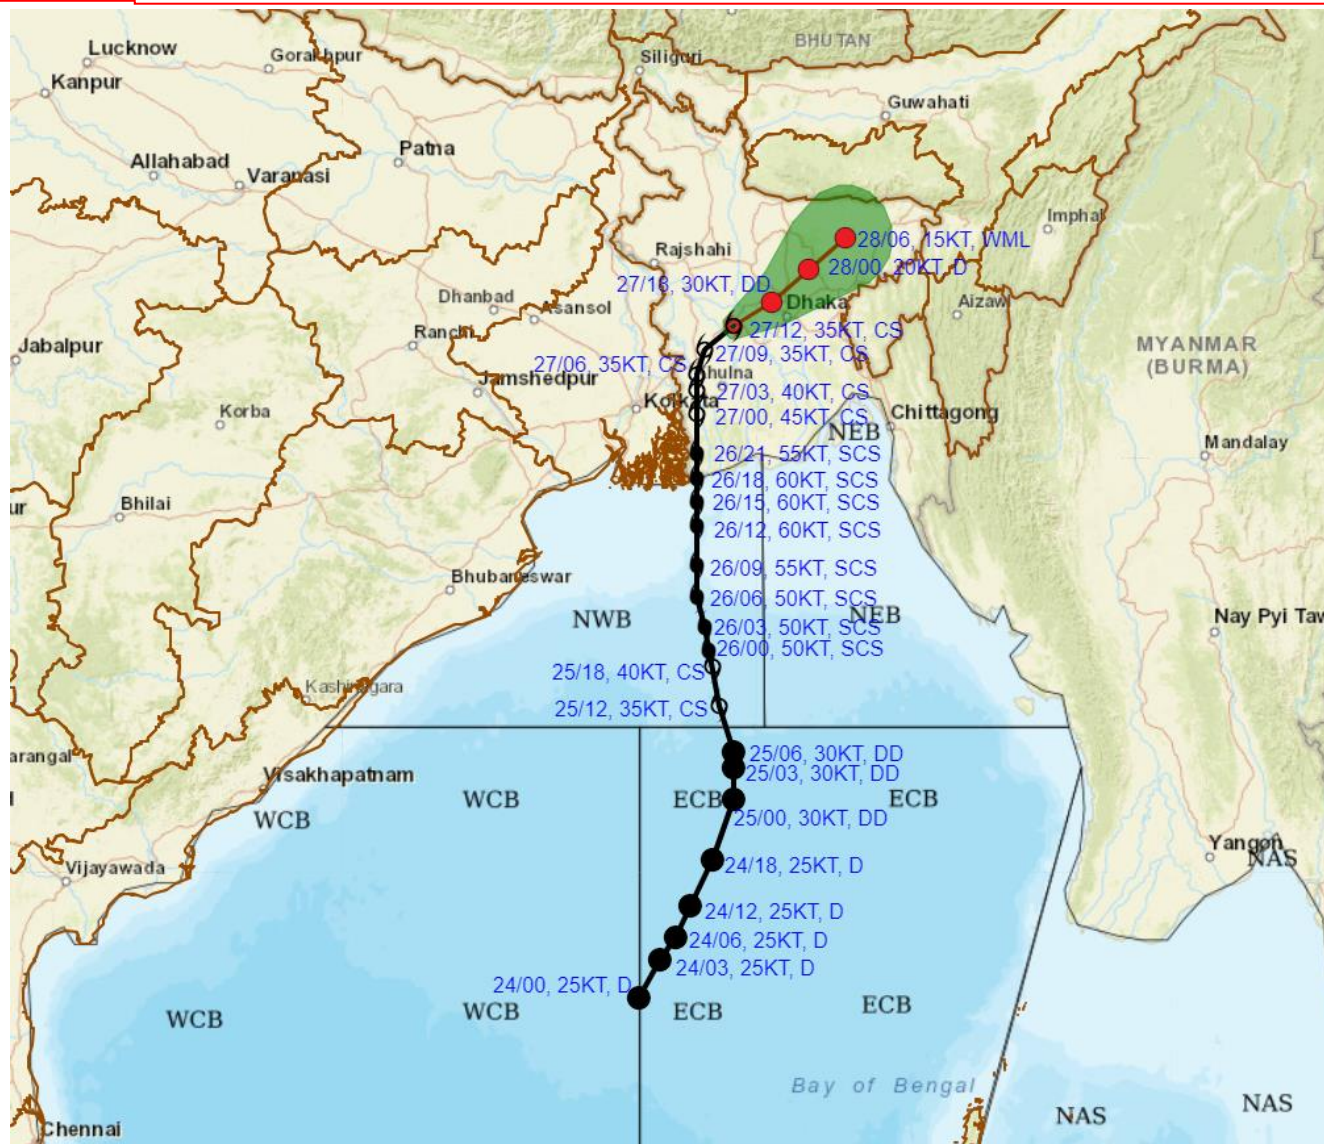 BHUTAN
Lucknow
Gorakhpur
Siliguri
Kanpur
Guwahati
Patna
Allahabad
Varanasi
Imphal
28/06, 15KT, WML
Rajshahi
28/00, 20KT, D
27/18, 30KT, DD
Dhanbad
Dhaka
Asansol
Aizawl
Ranchi
27/12, 35KT, CS
Jabalpur
MYANMAR
(BURMA)
27/09, 35KT, CS
27/06, 35KT, CS
hulna
Jamshedpur
27/03, 40KT, CS
Kolkata
Korba
27/00, 45KT, CS
Chittagong
NEB
Mandalay
26/21, 55KT, SCS
26/18, 60KT, SCS
Bhilai
26/15, 60KT, SCS
ur
26/12, 60KT, SCS
26/09, 55KT, SCS
Bhubaneswar
26/06, 50KT, SCS
NWB
NEB
Nay Pyi Taw
26/03, 50KT, SCS
26/00, 50KT, SCS
25/18, 40KT, CS
25/12, 35KT, CS
arangal
25/06, 30KT, DD
Visakhapatnam
25/03, 30KT, DD
WCB
ECB
ECB
WCB
25/00, 30KT, DD
Yangon
NAS
Vijayawada
24/18, 25KT, D
24/12, 25KT, D
24/06, 25KT, D
24/03, 25KT, D
24/00, 25KT, D
WCB
WCB
ECB
ECB
Bay of Bengal
NAS
NAS
Chennai